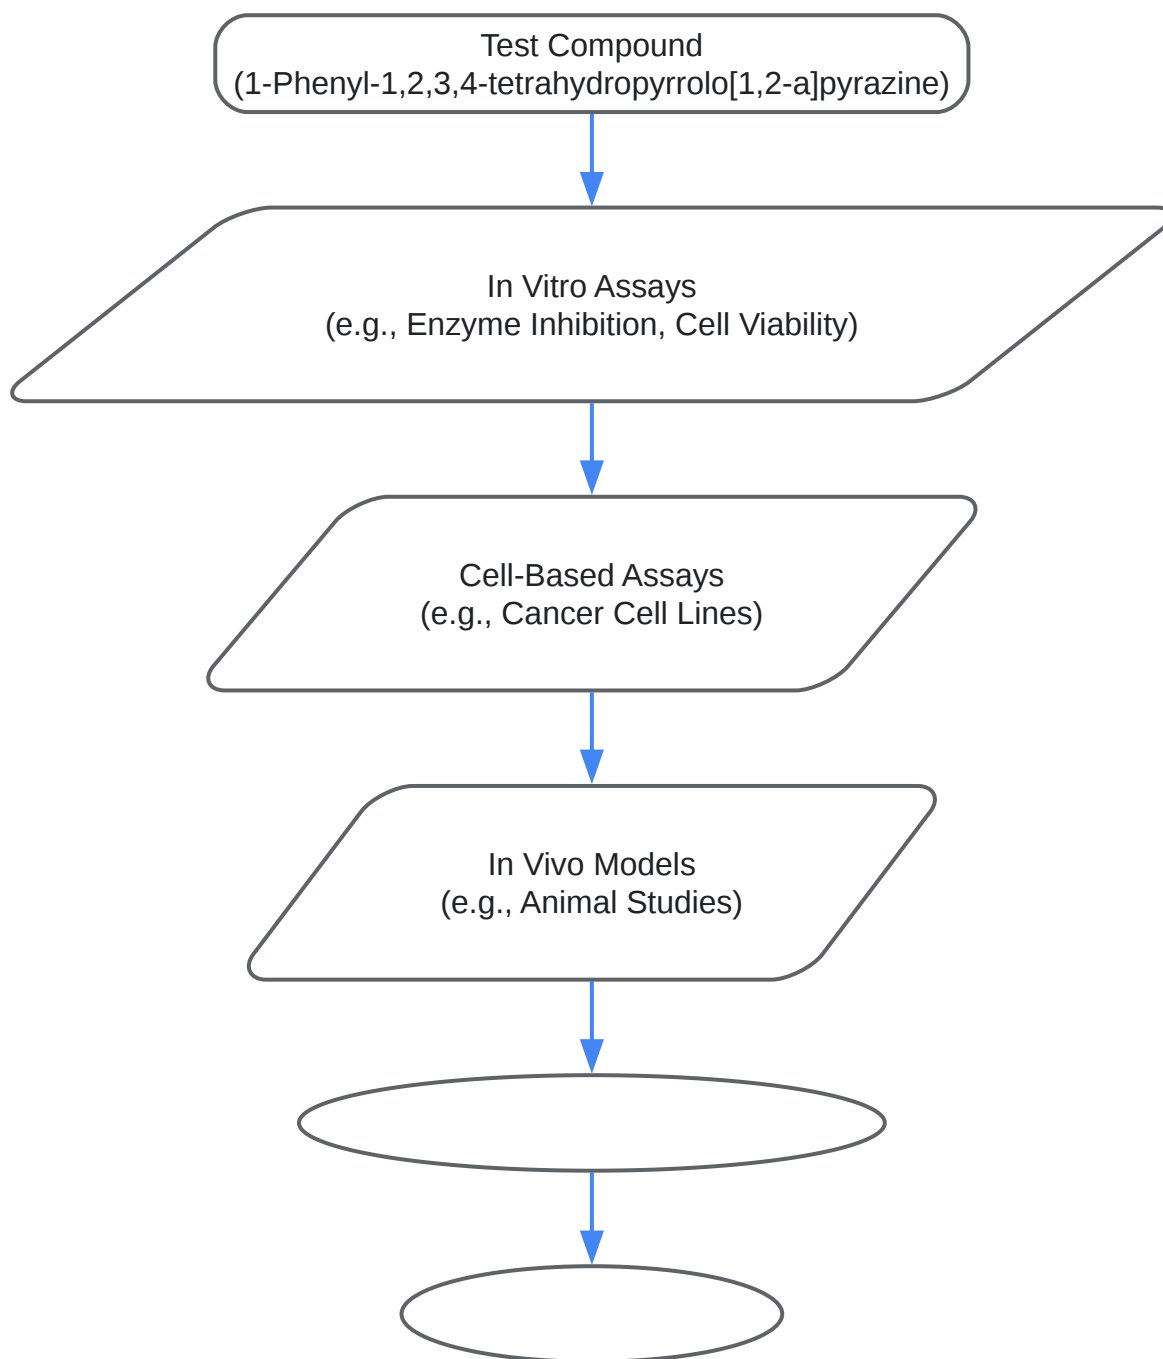 Test Compound
(1-Phenyl-1,2,3,4-tetrahydropyrrolo[1,2-a]pyrazine)
In Vitro Assays
(e.g., Enzyme Inhibition, Cell Viability)
Cell-Based Assays
(e.g., Cancer Cell Lines)
In Vivo Models
(e.g., Animal Studies)